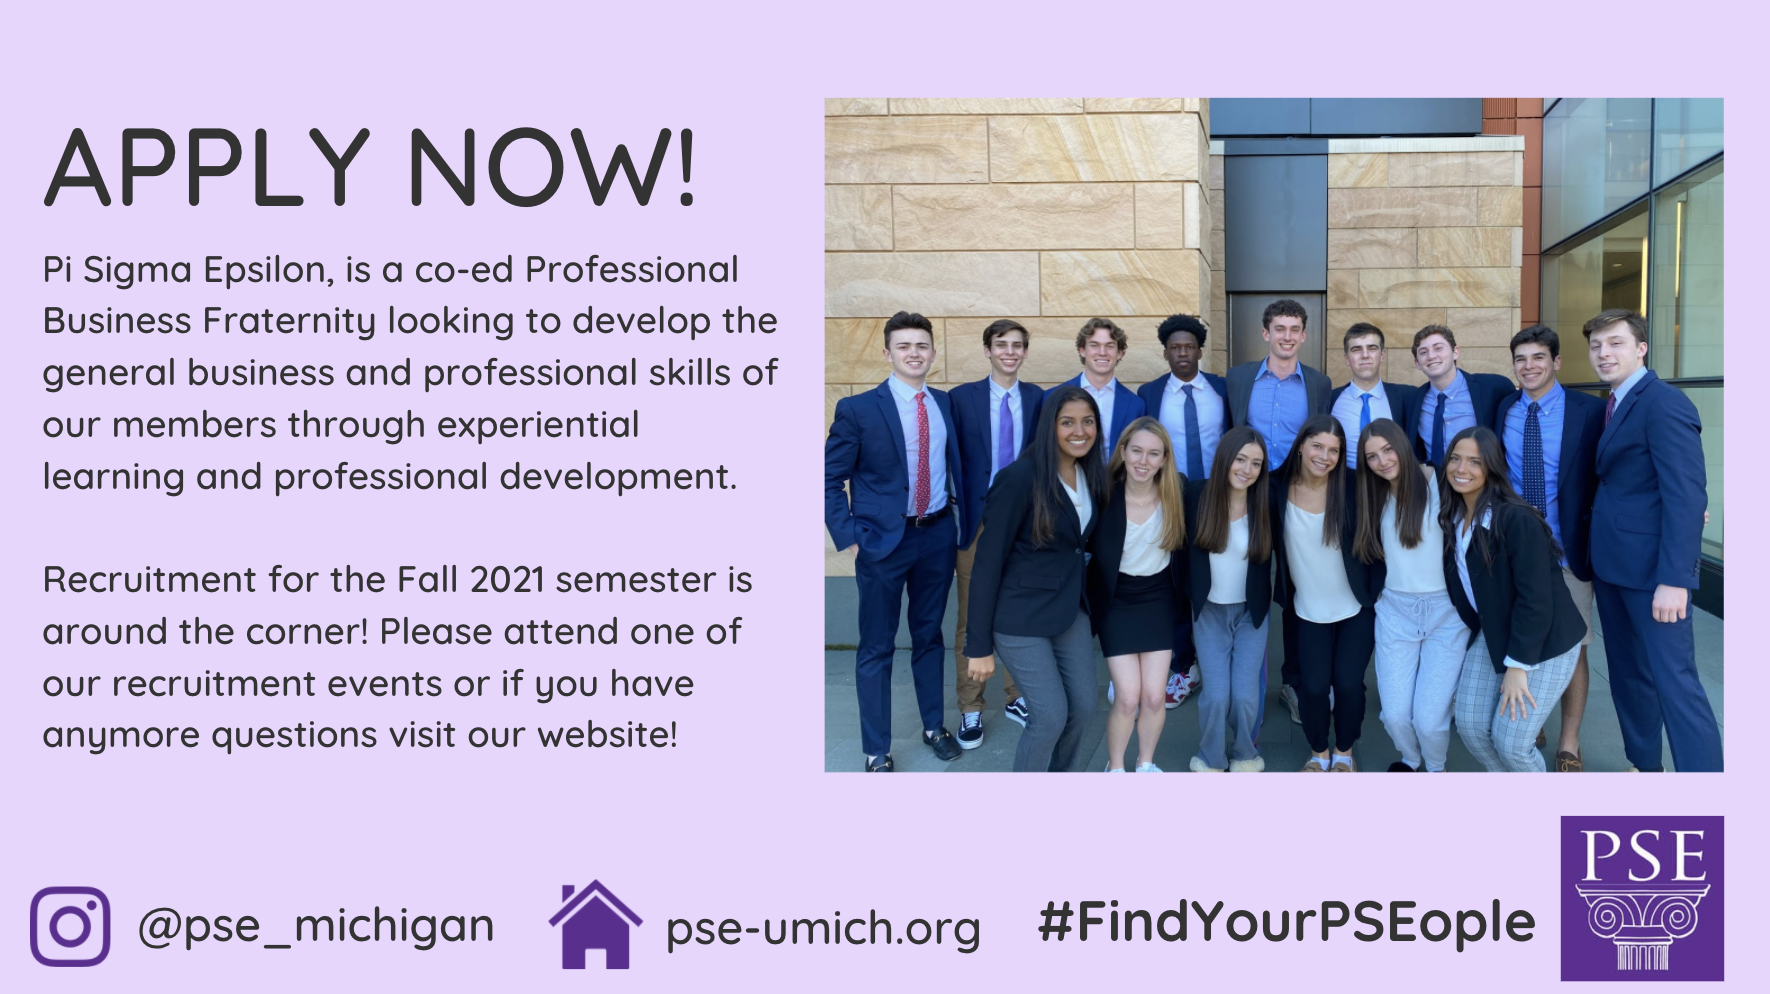 APPLY NOW!
Pi Sigma Epsilon, is a co-ed Professional
Business Fraternity looking to develop the
general business and professional skills of
our members through experiential
learning and professional development.
Recruitment for the Fall 2021 semester is
around the corner! Please attend one of
our recruitment events or if you have
anymore questions visit our website!
@pse_michigan
pse-umich.org
#FindYourPSEople
PSE